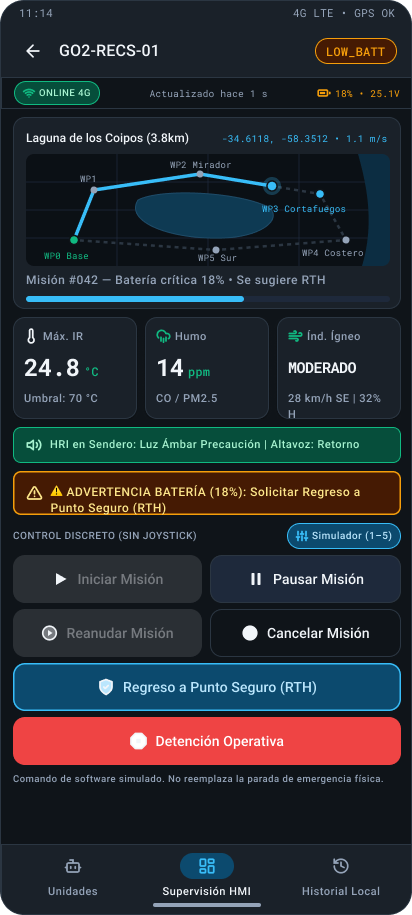 11:14
4G LTE • GPS OK
GO2-RECS-01
LOW_BATT
ONLINE 4G
Actualizado hace 1 s
18% • 25.1V
Laguna de los Coipos (3.8km)
-34.6118, -58.3512 • 1.1 m/s
WP2 Mirador
WP1
WP3 Cortafuegos
WP0 Base
WP5 Sur
WP4 Costero
Misión #042 — Batería crítica 18% • Se sugiere RTH
Máx. IR
24.8 °C
Umbral: 70 °C
Humo
14 ppm
CO / PM2.5
Índ. Ígneo
MODERADO
28 km/h SE | 32%
H
HRI en Sendero: Luz Ámbar Precaución | Altavoz: Retorno
⚠ ADVERTENCIA BATERÍA (18%): Solicitar Regreso a
Punto Seguro (RTH)
CONTROL DISCRETO (SIN JOYSTICK)
Simulador (1–5)
Iniciar Misión
Pausar Misión
Reanudar Misión
Cancelar Misión
Regreso a Punto Seguro (RTH)
Detención Operativa
Comando de software simulado. No reemplaza la parada de emergencia física.
Unidades
Supervisión HMI
Historial Local